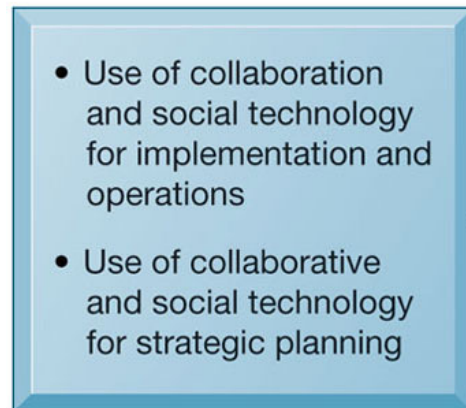 • Use of collaboration
and social technology
for implementation and
operations
• Use of collaborative
and social technology
for strategic planning